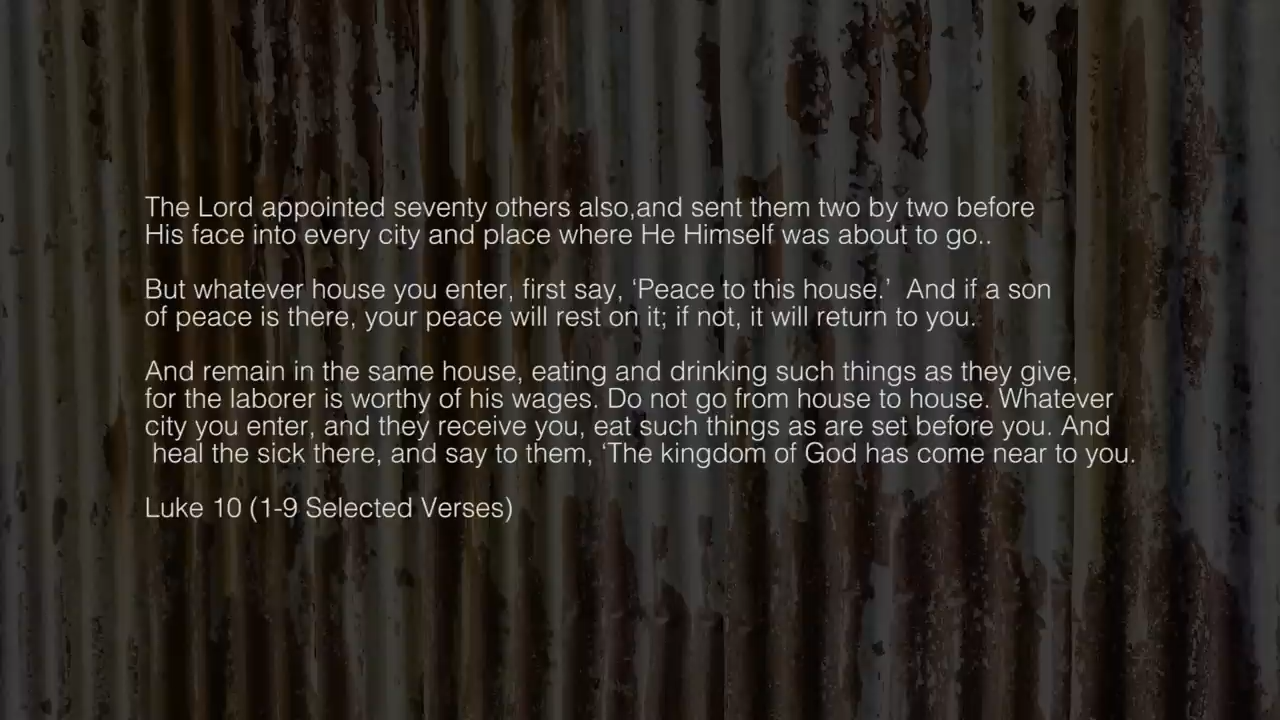 The Lord appointed seventy others also,and sent them two by two before
His face into every city and place where He Himself was about to go..
But whatever house you enter, first say, ‘Peace to this house.’  And if a son
of peace is there, your peace will rest on it; if not, it will return to you.
And remain in the same house, eating and drinking such things as they give,
for the laborer is worthy of his wages. Do not go from house to house. Whatever
city you enter, and they receive you, eat such things as are set before you. And
heal the sick there, and say to them, ‘The kingdom of God has come near to you.
Luke 10 (1-9 Selected Verses)